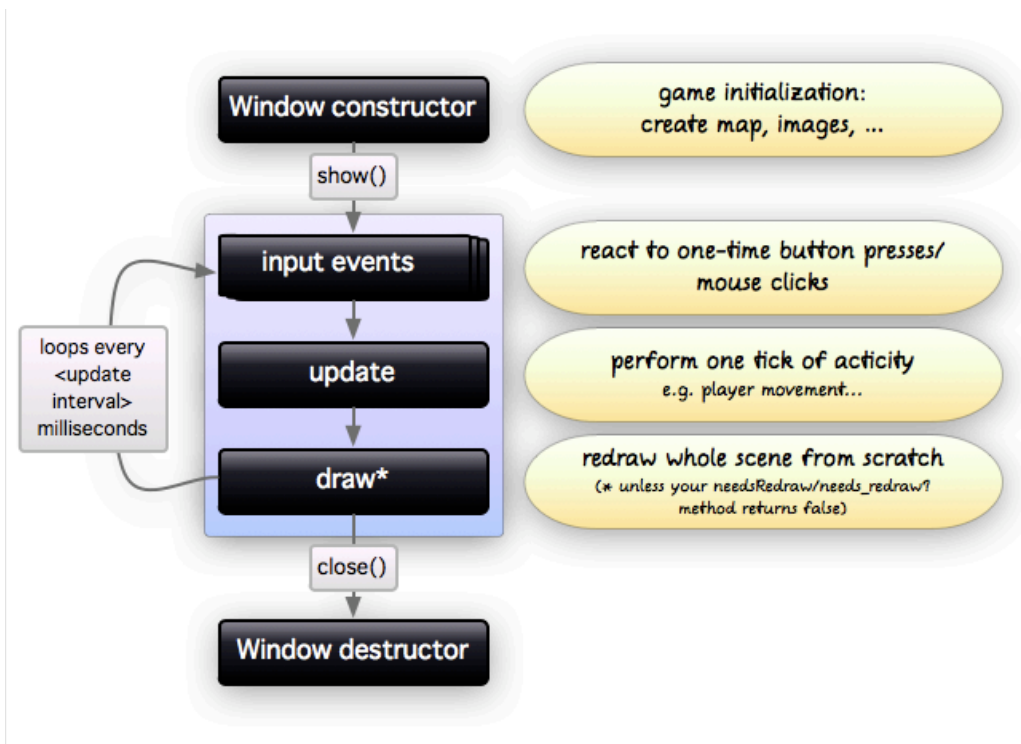 Window constructor
game initialization:
create map, images, ...
show()
input events
react to one-time button presses/
mouse clicks
loops every
<update
interval>
milliseconds
update
perform one tick of acticity
e.g. player movement...
draw*
redraw whole scene from scratch
(* unless your needsRedraw/needs_redraw?
method returns false)
close()
Window destructor